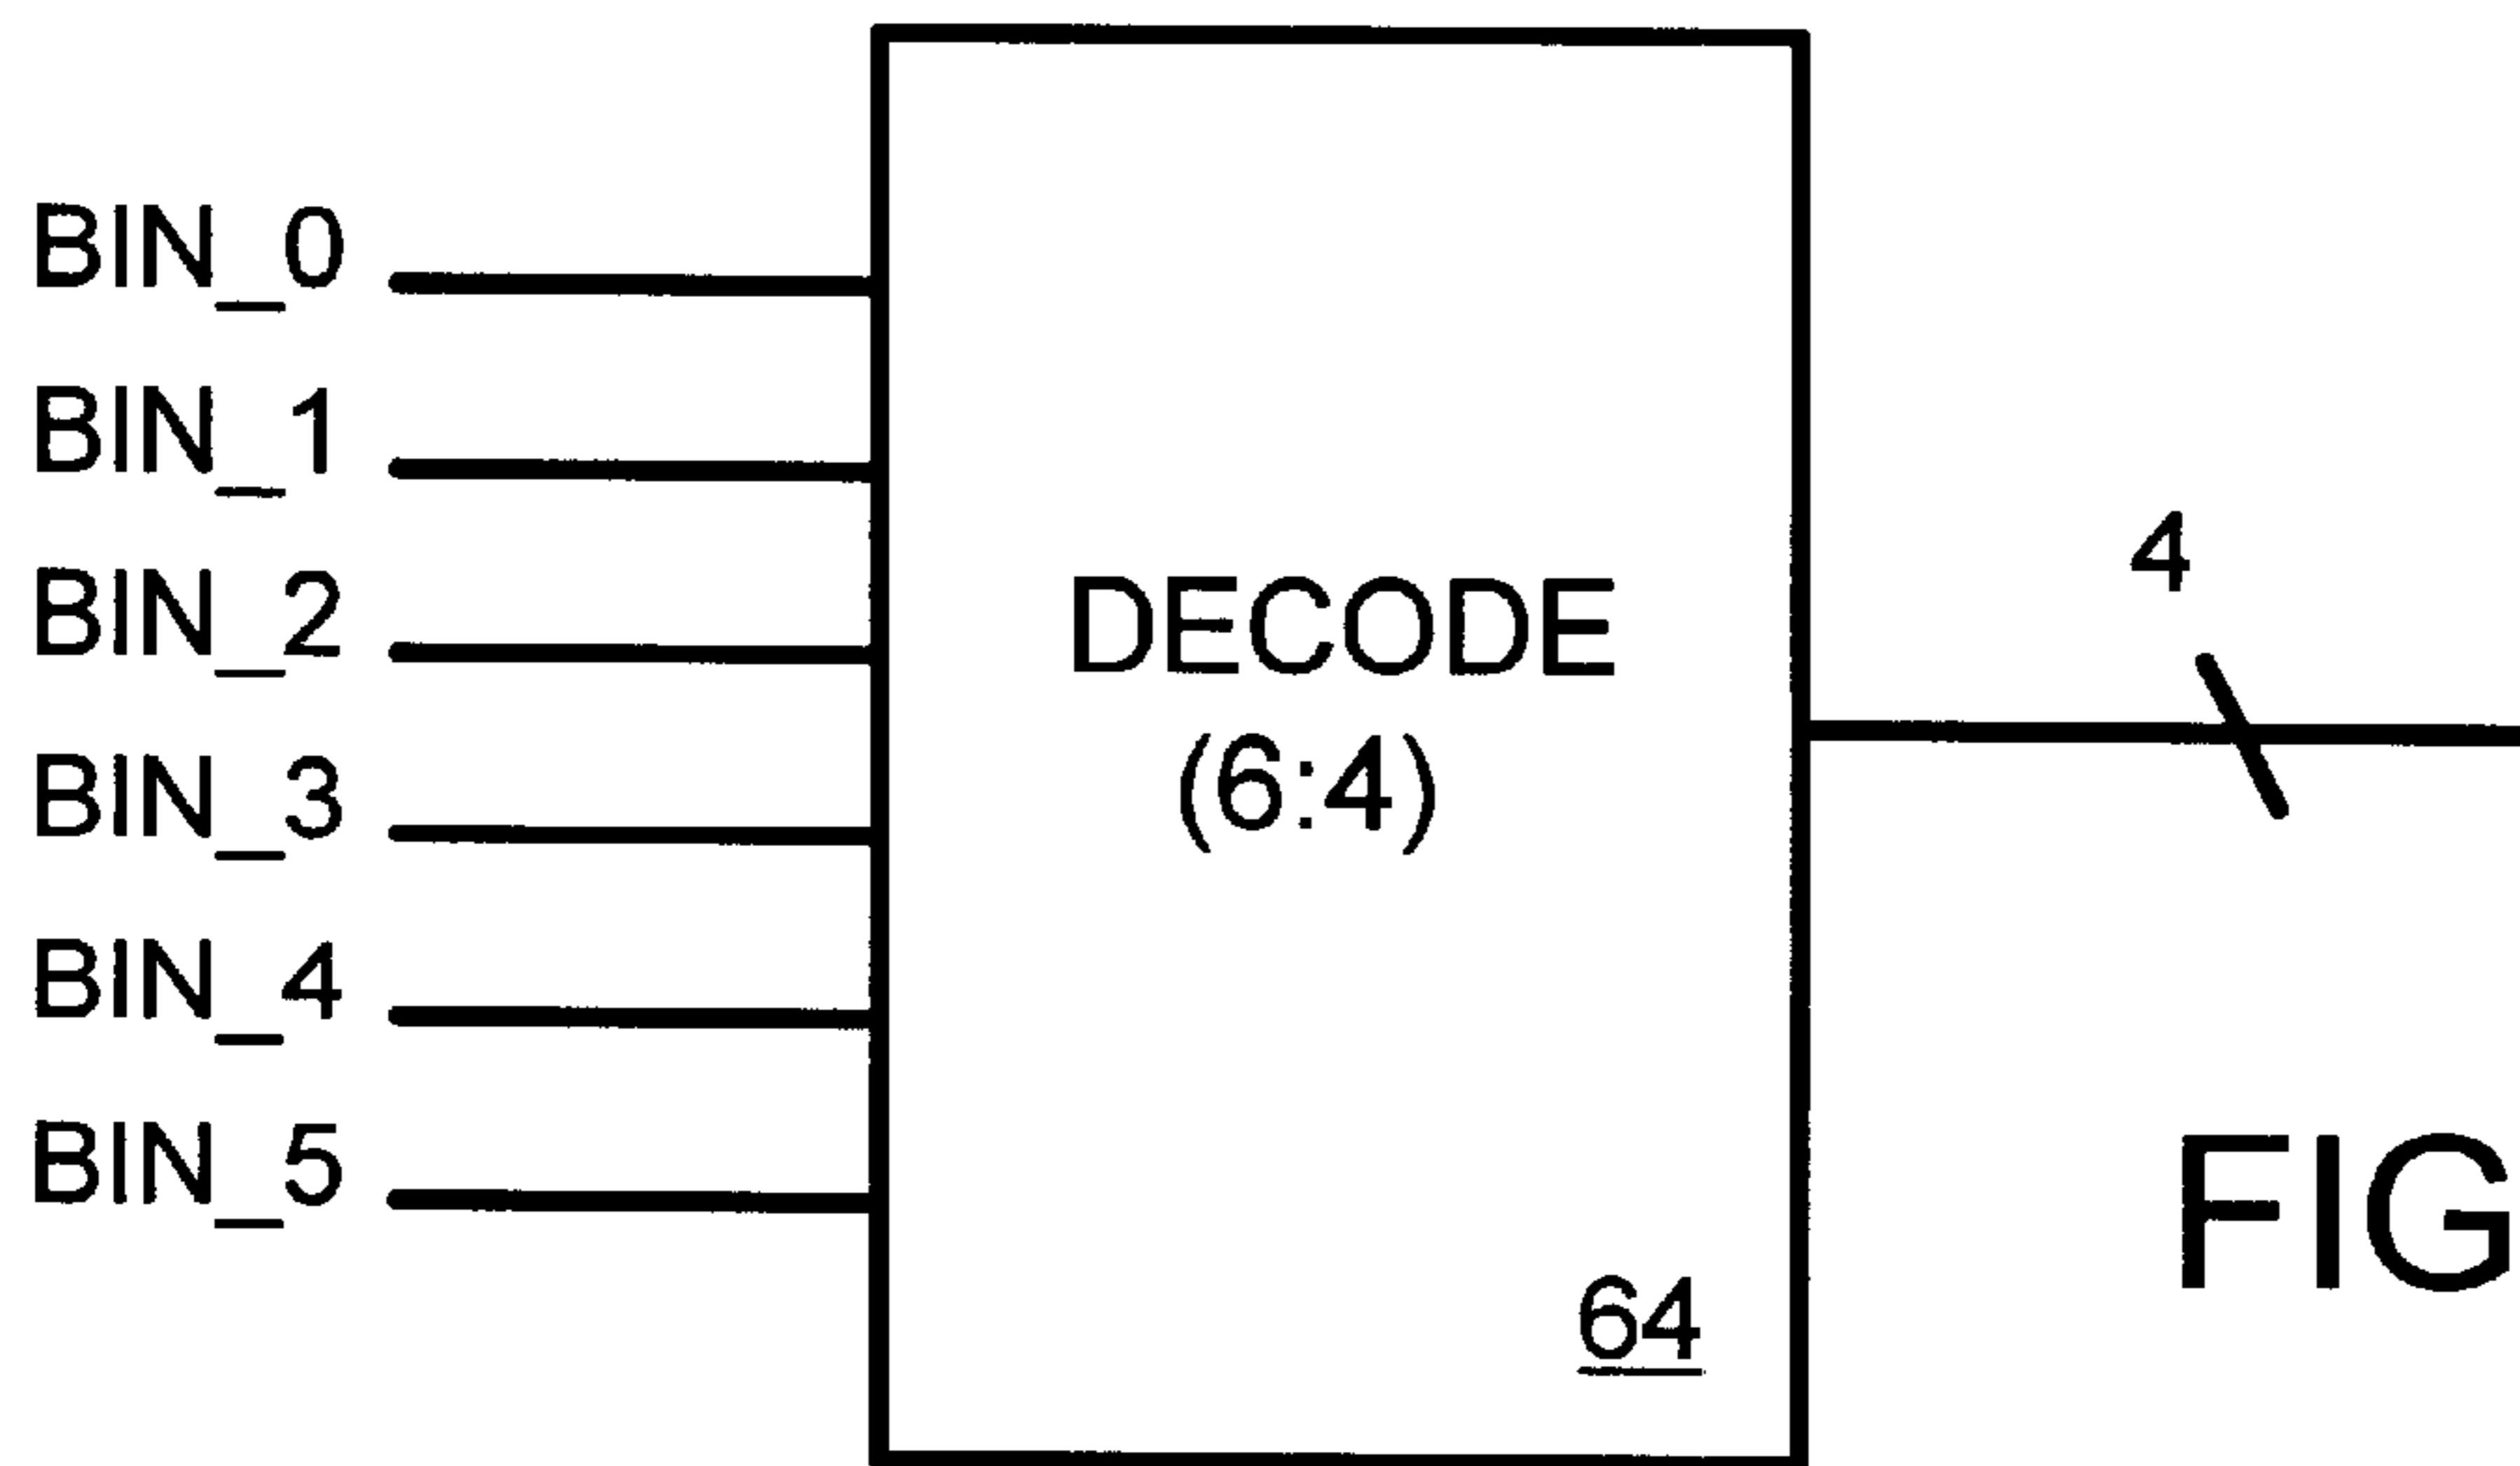 BIN_0
BIN_1
BIN_2
BIN_3
BIN_4
BIN_5
DECODE
(6:4)
64
4
FIG